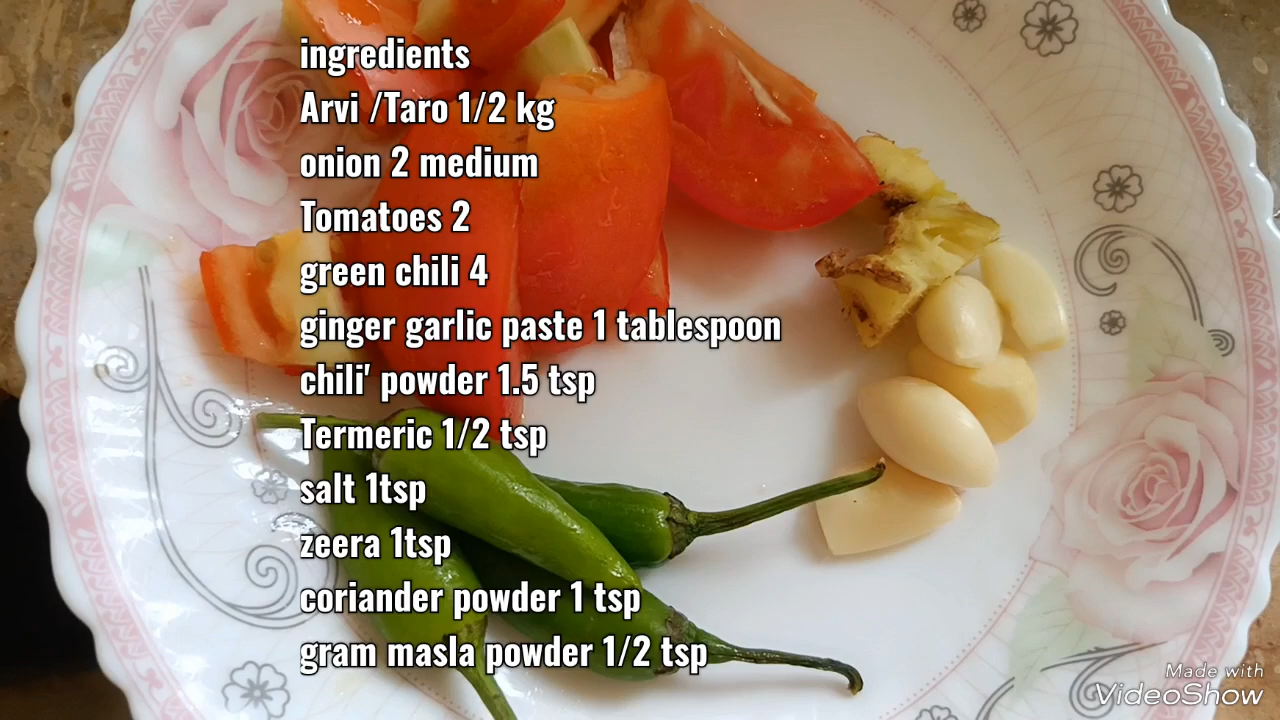 ingredients
Arvi /Taro 1/2 kg
onion 2 medium
Tomatoes 2
green chili 4
ginger garlic paste 1 tablespoon
chili' powder 1.5 tsp
Termeric 1/2 tsp
salt 1tsp
zeera 1tsp
coriander powder 1 tsp
gram masla powder 1/2 tsp
Made with
VideoShow